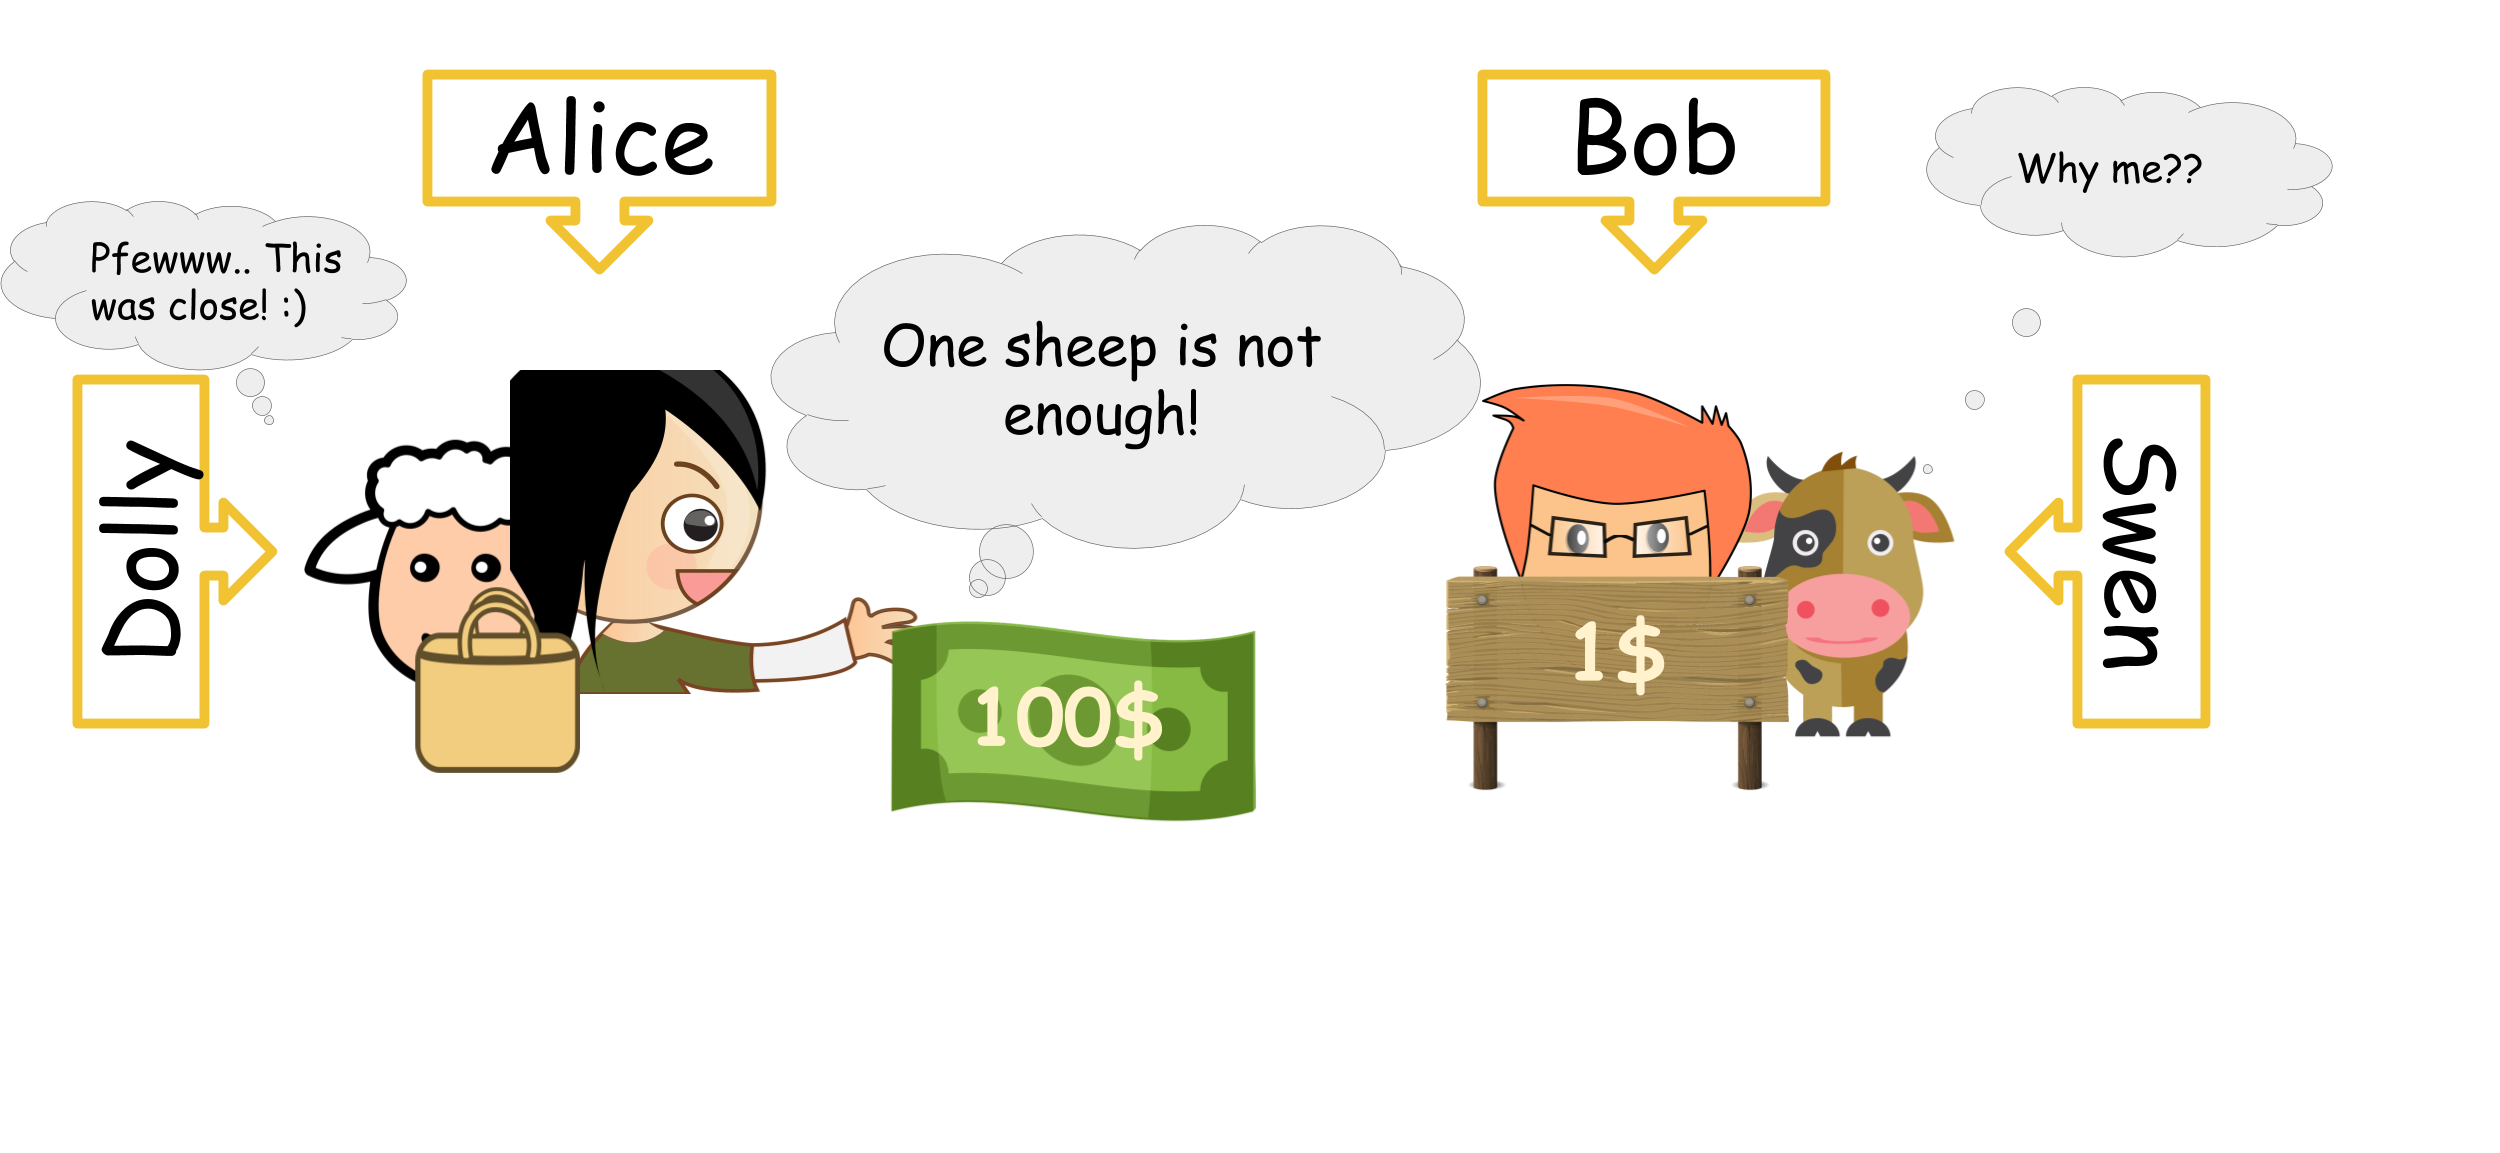 Alice
Bob
Why me??
Pfewww.. This
was close! :)
One sheep is not
enough!
Dolly
Swen
1$
100$